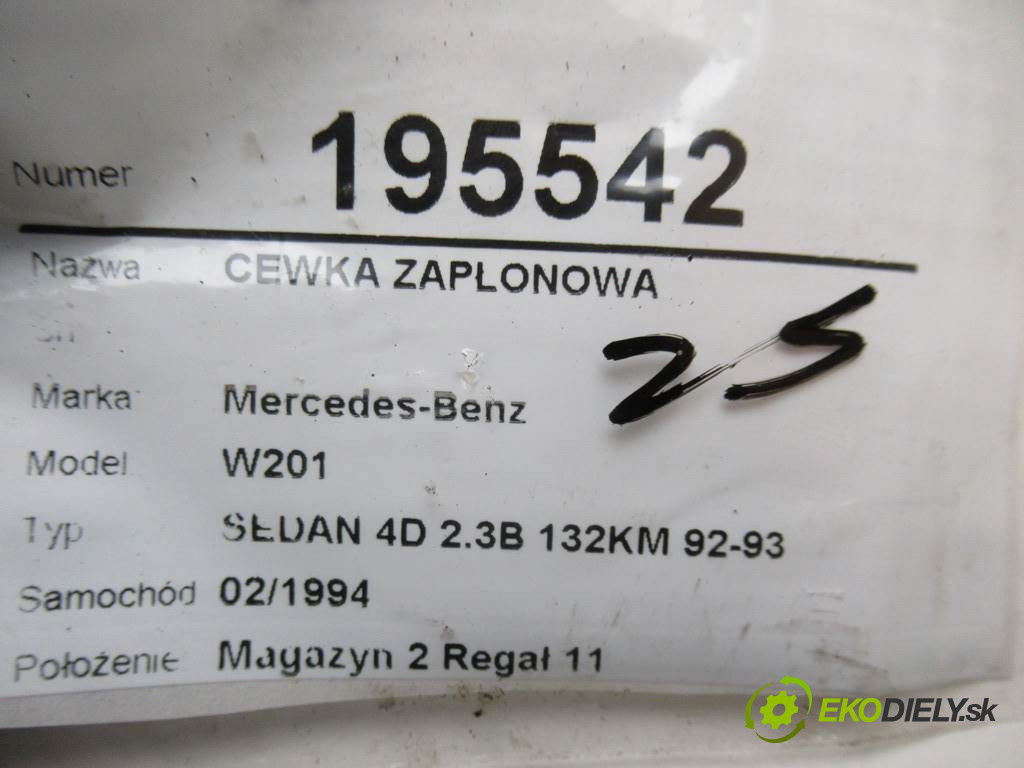 Numer 195542
Nazwa CEWKA ZAPŁONOWA
25
Marka Mercedes-Benz
Model W201
Typ SEDAN 4D 2.3B 132KM 92-93
Samochód 02/1994
Położenie Magazyn 2 Regał 11
EKODIELY.sk